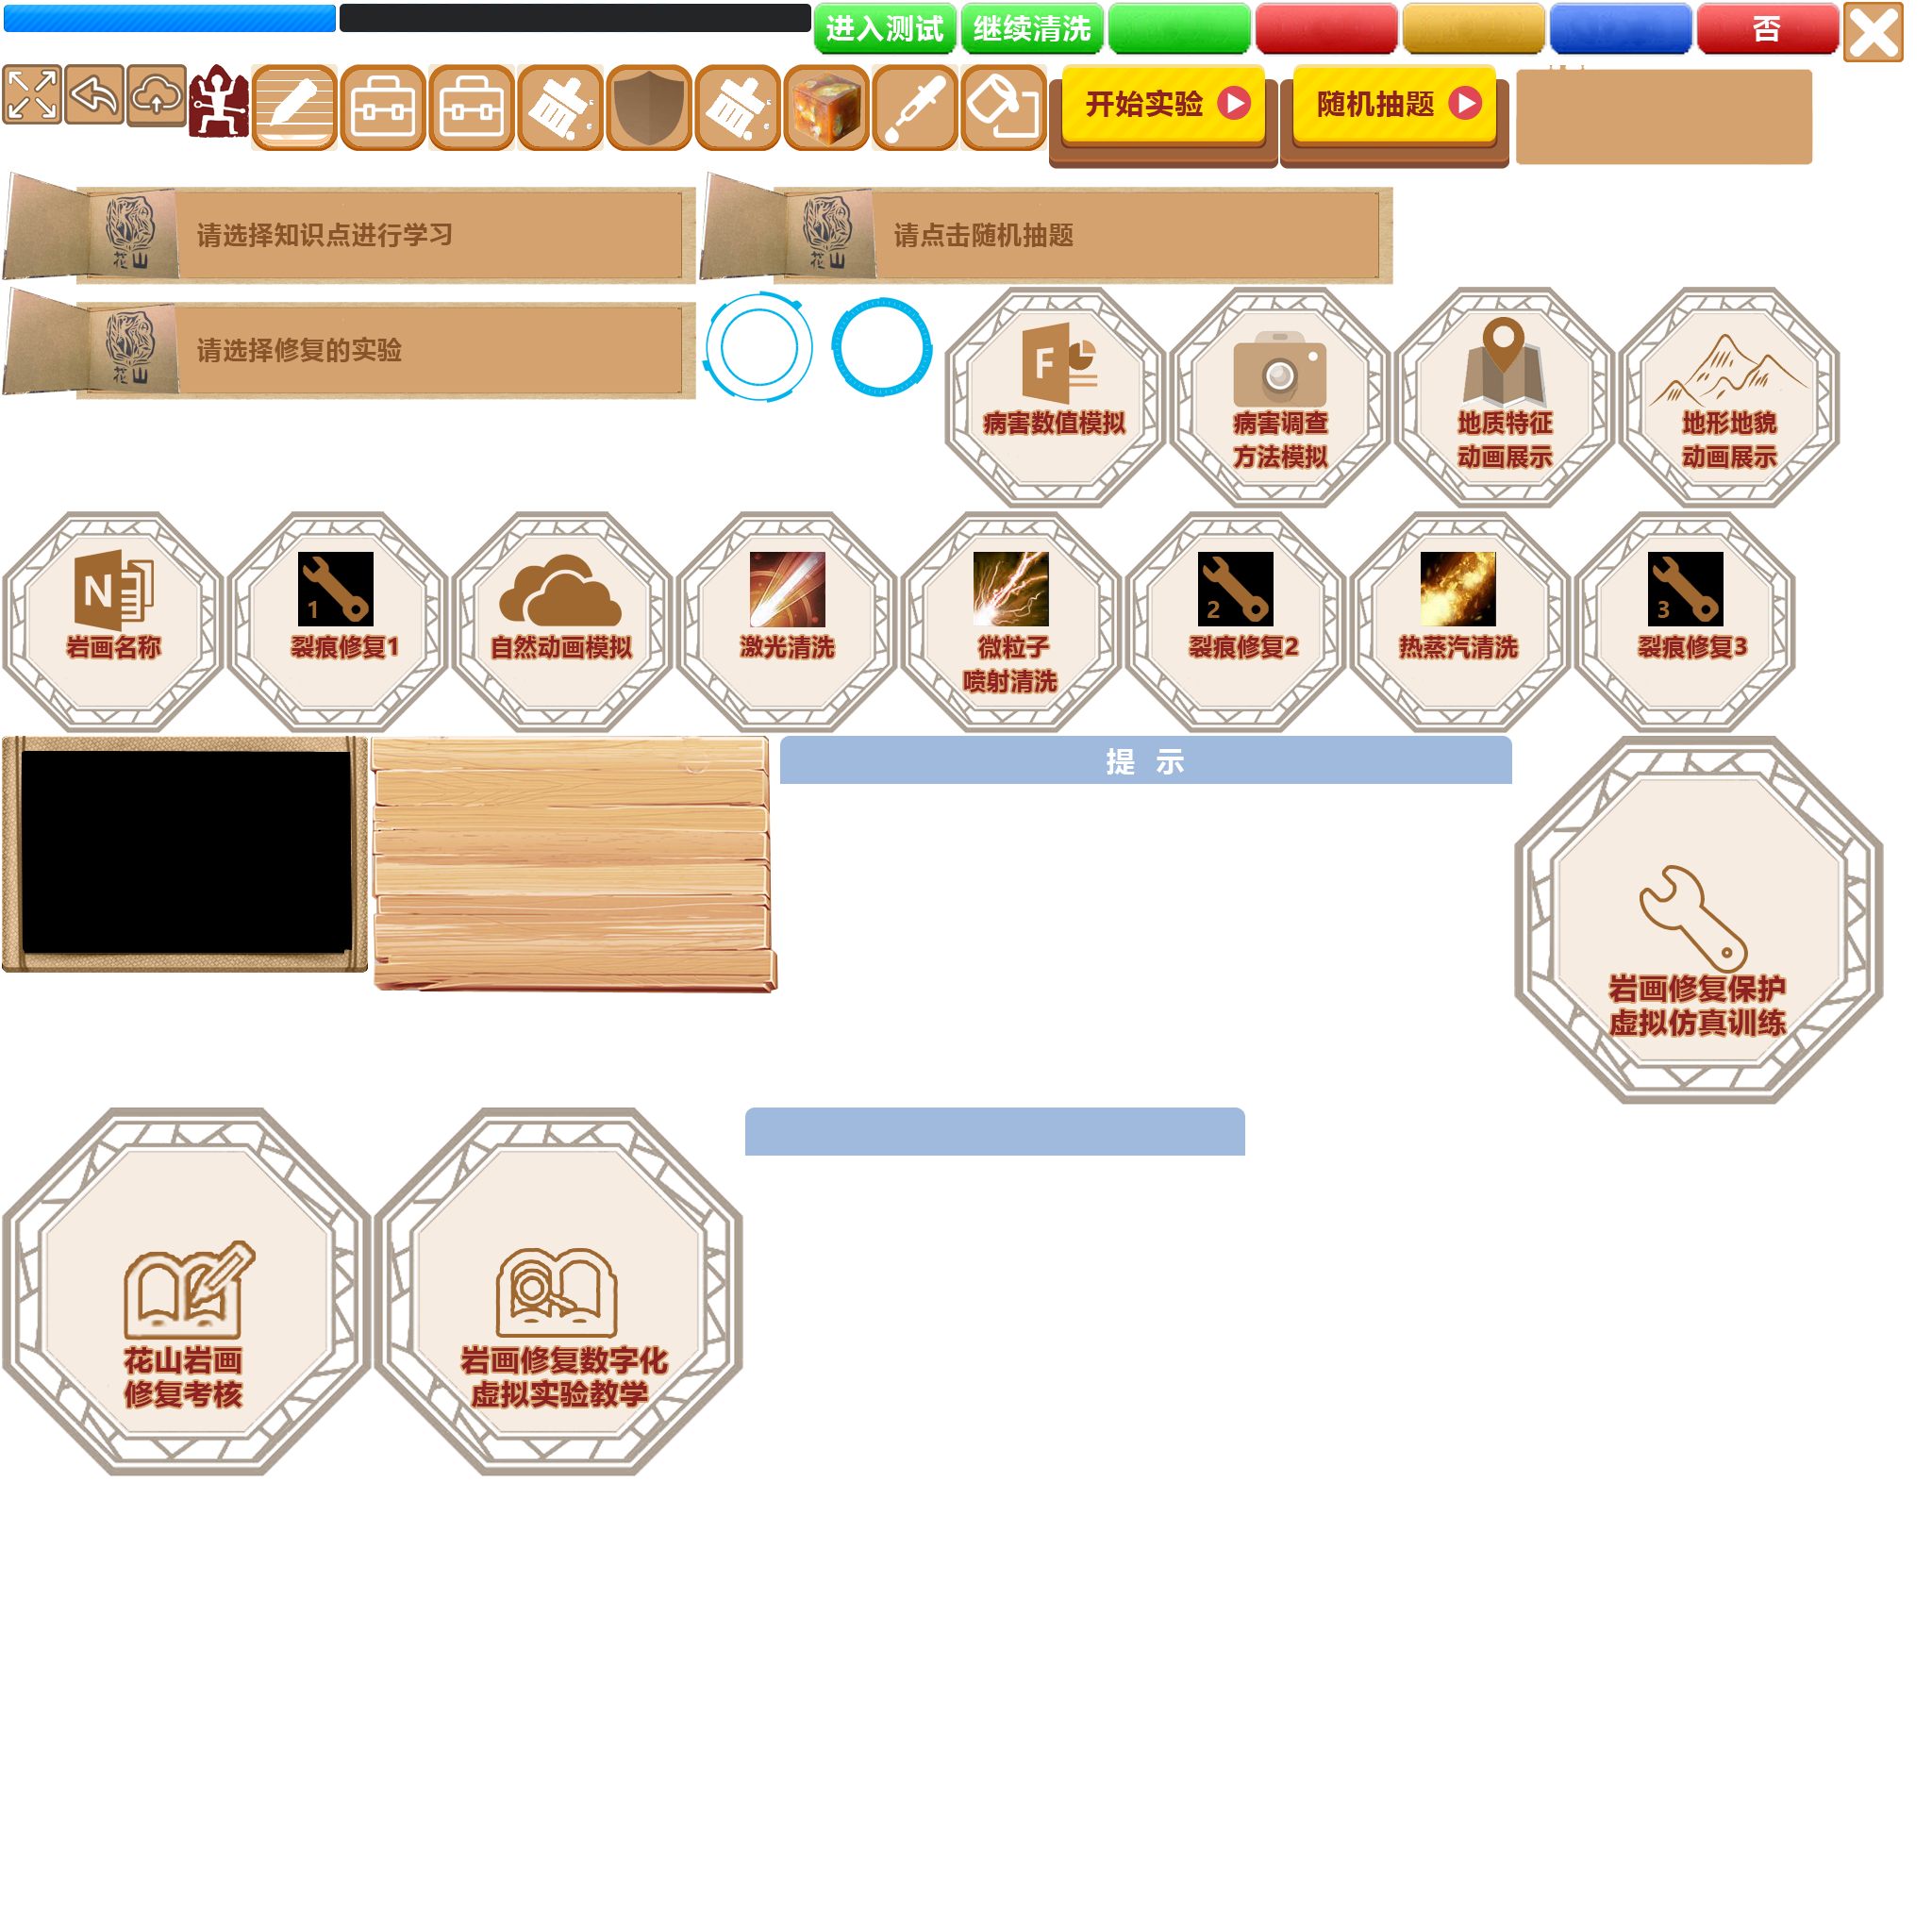 进入测试
继续清洗
否
开始实验
随机抽题
请选择知识点进行学习
请点击随机抽题
请选择修复的实验
F
病害数值模拟
病害调查
方法模拟
地质特征
动画展示
地形地貌
动画展示
N
岩画名称
1
裂痕修复1
自然动画模拟
激光清洗
微粒子
喷射清洗
2
裂痕修复2
热蒸汽清洗
3
裂痕修复3
提 示
岩画修复保护
虚拟仿真训练
花山岩画
修复考核
岩画修复数字化
虚拟实验教学